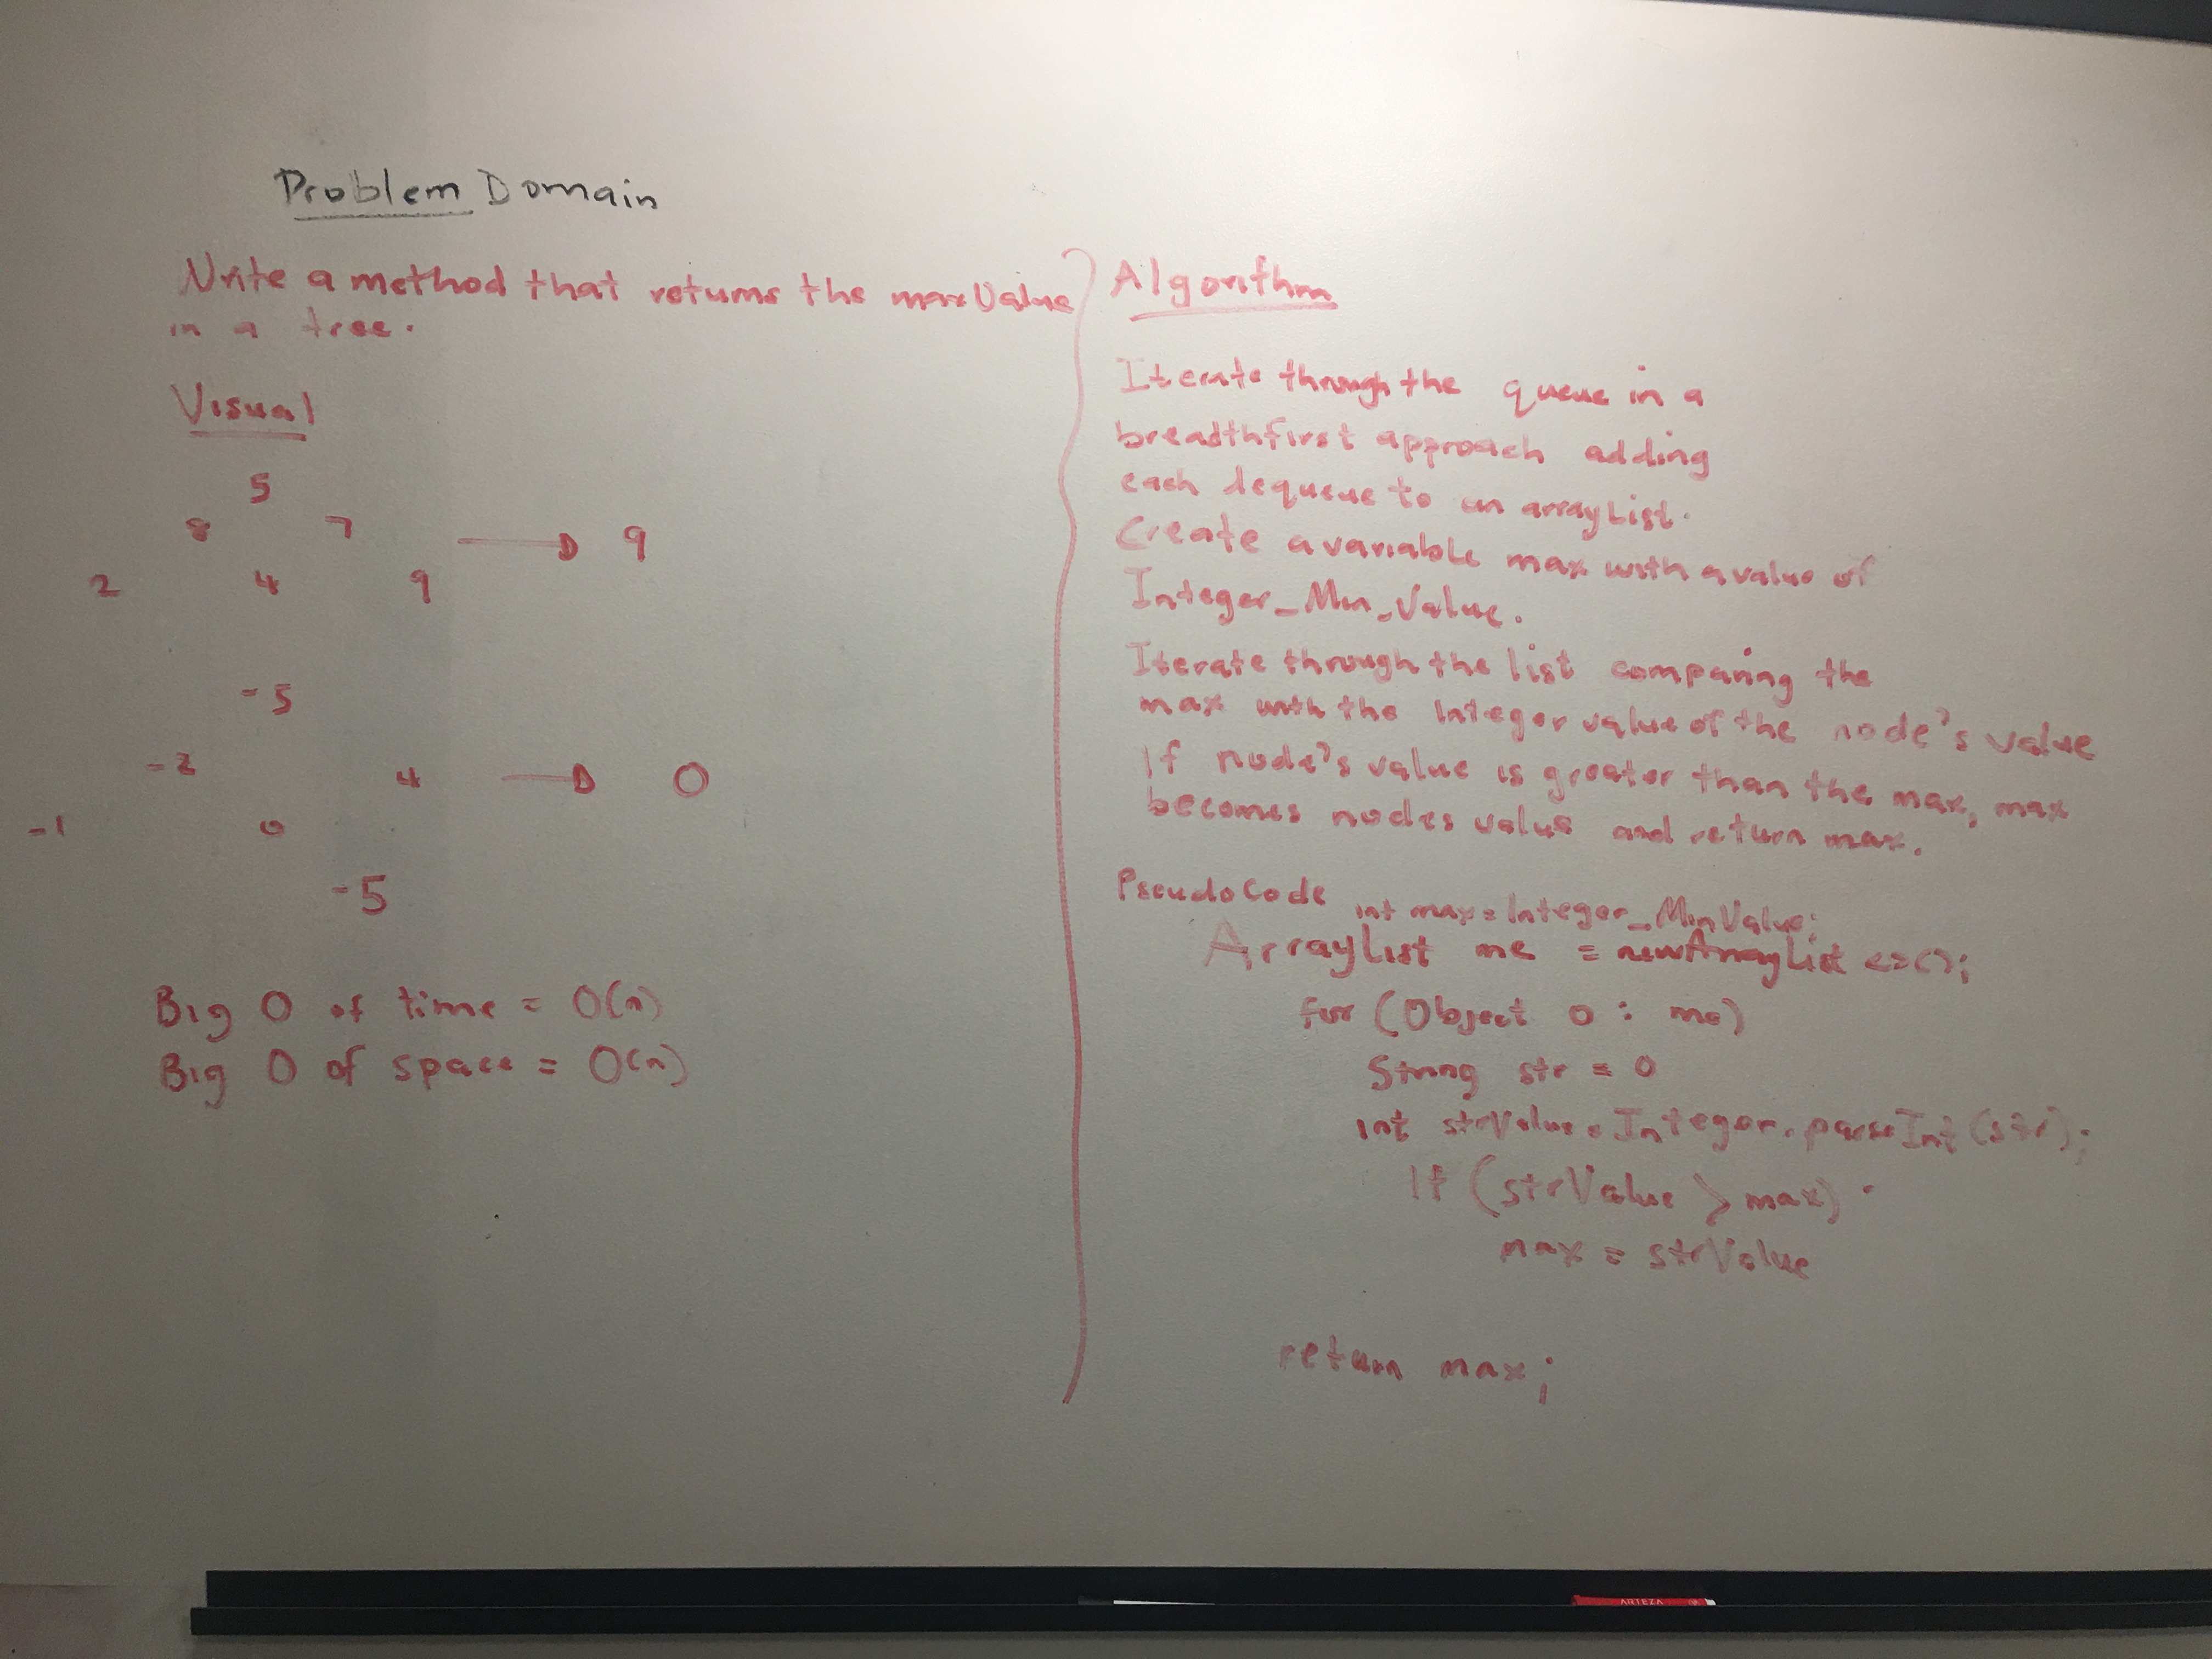 Problem Domain
Write a method that returns the maxValue
in a tree.
Visual
5
8 7 → 9
2 4 9
-5
-2 4 → 0
-1 0
-5
Big O of time = O(n)
Big O of space = O(n)
Algorithm
Iterate through the queue in a
breadthfirst approach adding
each dequeue to an arrayList.
Create a variable max with a value of
Integer_Min_Value.
Iterate through the list comparing the
max with the Integer value of the node's value
If node's value is greater than the max, max
becomes nodes value and return max.
PseudoCode int max = Integer_MinValue;
ArrayList me = newArrayList <>();
for (Object o : me)
String str = o
int strValue = Integer.parseInt(str);
If (strValue > max)
max = strValue
return max;
ARTEZA